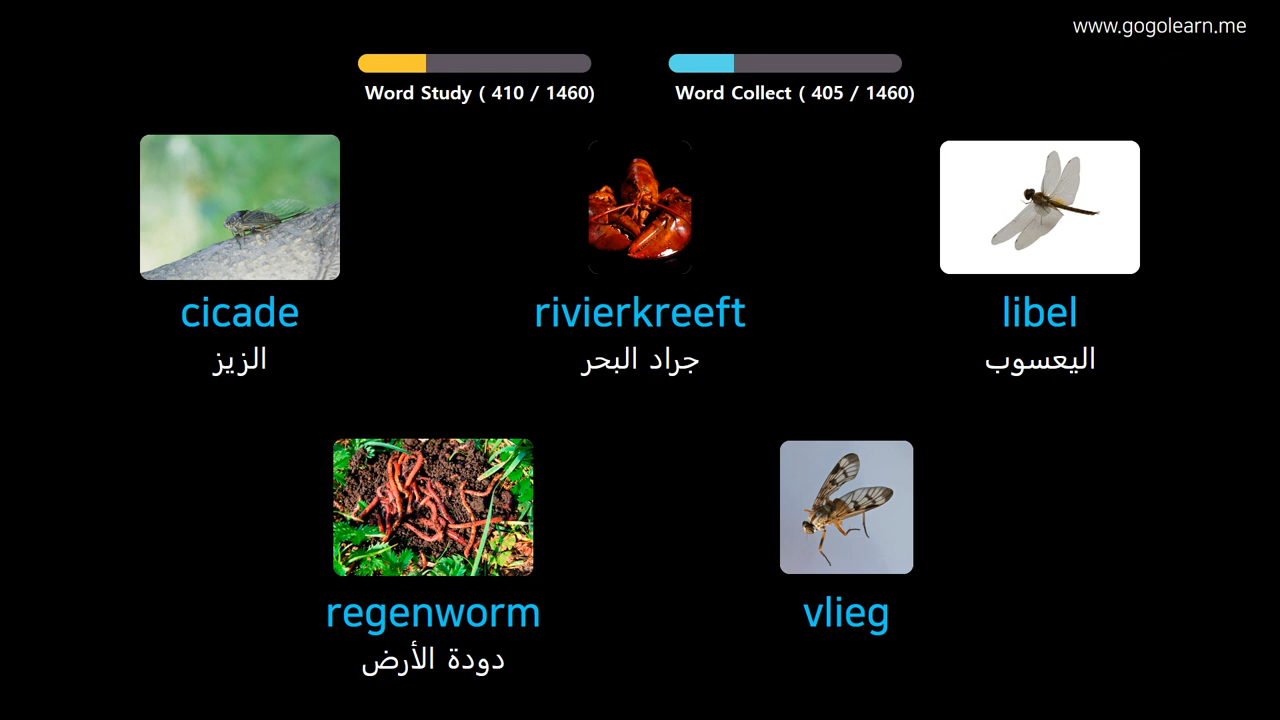 www.gogolearn.me
Word Study ( 410 / 1460)
Word Collect ( 405 / 1460)
cicade
الزيز
rivierkreeft
جراد البحر
libel
اليعسوب
regenworm
دودة الأرض
vlieg